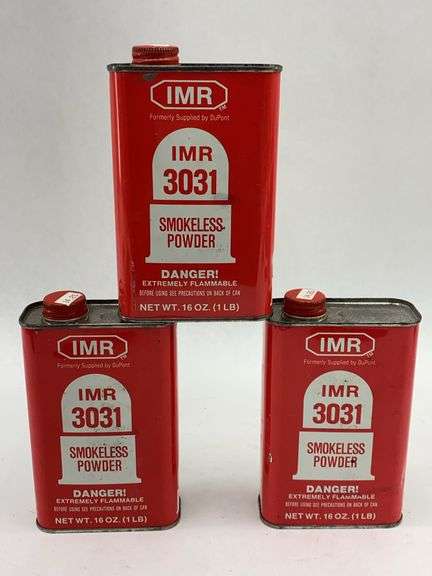 IMR TM
Formerly Supplied by DuPont
IMR
3031
SMOKELESS
POWDER
DANGER!
EXTREMELY FLAMMABLE
BEFORE USING SEE PRECAUTIONS ON BACK OF CAN
NET WT. 16 OZ. (1 LB)
IMR TM
Formerly Supplied by DuPont
IMR
3031
SMOKELESS
POWDER
DANGER!
EXTREMELY FLAMMABLE
BEFORE USING SEE PRECAUTIONS ON BACK OF CAN
NET WT. 16 OZ. (1 LB)
IMR TM
Formerly Supplied by DuPont
IMR
3031
SMOKELESS
POWDER
DANGER!
EXTREMELY FLAMMABLE
BEFORE USING SEE PRECAUTIONS ON BACK OF CAN
NET WT. 16 OZ. (1 LB)